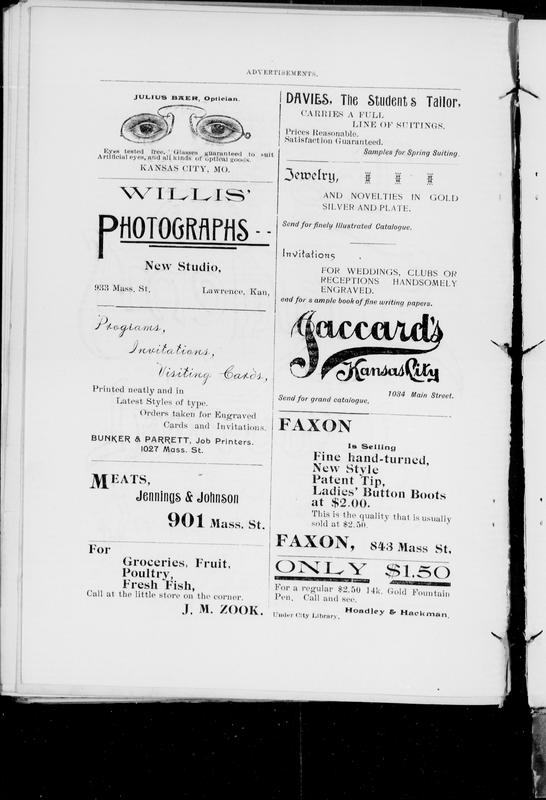 ADVERTISEMENTS.
JULIUS BAER, Optician.
Eyes tested free. Glasses guaranteed to suit
Artificial eyes, and all kinds of optical goods.
KANSAS CITY, MO.
WILLIS'
PHOTOGRAPHS --
New Studio,
933 Mass. St, Lawrence, Kan,
Programs,
Invitations,
Visiting Cards,
Printed neatly and in
Latest Styles of type.
Orders taken for Engraved
Cards and Invitations.
BUNKER & PARRETT, Job Printers.
1027 Mass. St.
MEATS,
Jennings & Johnson
901 Mass. St.
For
Groceries, Fruit,
Poultry,
Fresh Fish,
Call at the little store on the corner.
J. M. ZOOK.
DAVIES, The Students Tailor,
CARRIES A FULL
LINE OF SUITINGS.
Prices Reasonable.
Satisfaction Guaranteed.
Samples for Spring Suiting.
Jewelry,
AND NOVELTIES IN GOLD
SILVER AND PLATE.
Send for finely Illustrated Catalogue.
Invitations
FOR WEDDINGS, CLUBS OR
RECEPTIONS HANDSOMELY
ENGRAVED.
end for sample book of fine writing papers.
Jaccard's
Kansas City
1034 Main Street.
Send for grand catalogue.
FAXON
Is Selling
Fine hand-turned,
New Style
Patent Tip,
Ladies' Button Boots
at $2.00.
This is the quality that is usually
sold at $2.50.
FAXON, 843 Mass St,
ONLY $1.50
For a regular $2.50 14k. Gold Fountain
Pen, Call and see.
Under City Library, Hoadley & Hackman.